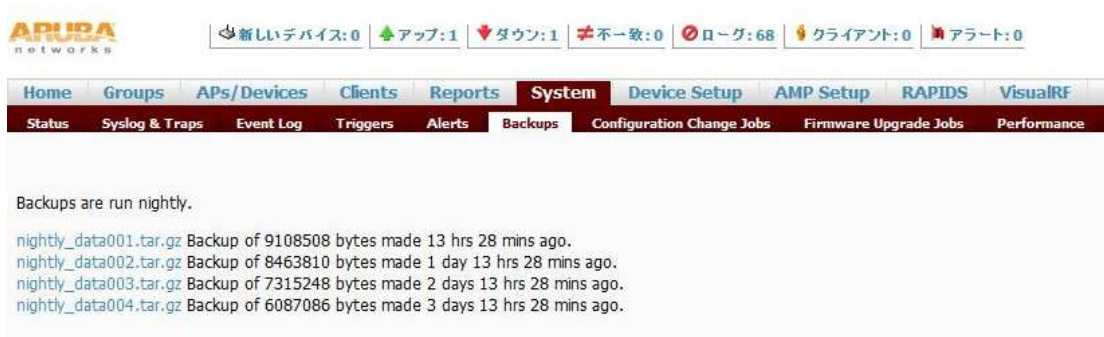 ARUBA
networks
新しいデバイス:0 アップ:1 ダウン:1 不一致:0 ローグ:68 クライアント:0 アラート:0
Home Groups APs/Devices Clients Reports System Device Setup AMP Setup RAPIDS VisualRF
Status Syslog & Traps Event Log Triggers Alerts Backups Configuration Change Jobs Firmware Upgrade Jobs Performance
Backups are run nightly.
nightly_data001.tar.gz Backup of 9108508 bytes made 13 hrs 28 mins ago.
nightly_data002.tar.gz Backup of 8463810 bytes made 1 day 13 hrs 28 mins ago.
nightly_data003.tar.gz Backup of 7315248 bytes made 2 days 13 hrs 28 mins ago.
nightly_data004.tar.gz Backup of 6087086 bytes made 3 days 13 hrs 28 mins ago.